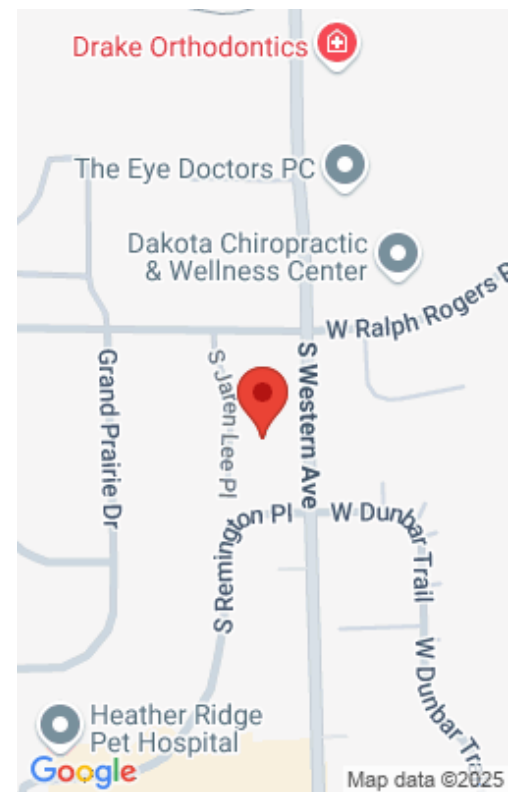 Drake Orthodontics
The Eye Doctors PC
Dakota Chiropractic
& Wellness Center
W Ralph Rogers
S Western Ave
Grand Prairie Dr
S Jaren Lee Pl
S Remington Pl
W Dunbar Trail
W Dunbar
Heather Ridge
Pet Hospital
Google
Map data ©2025